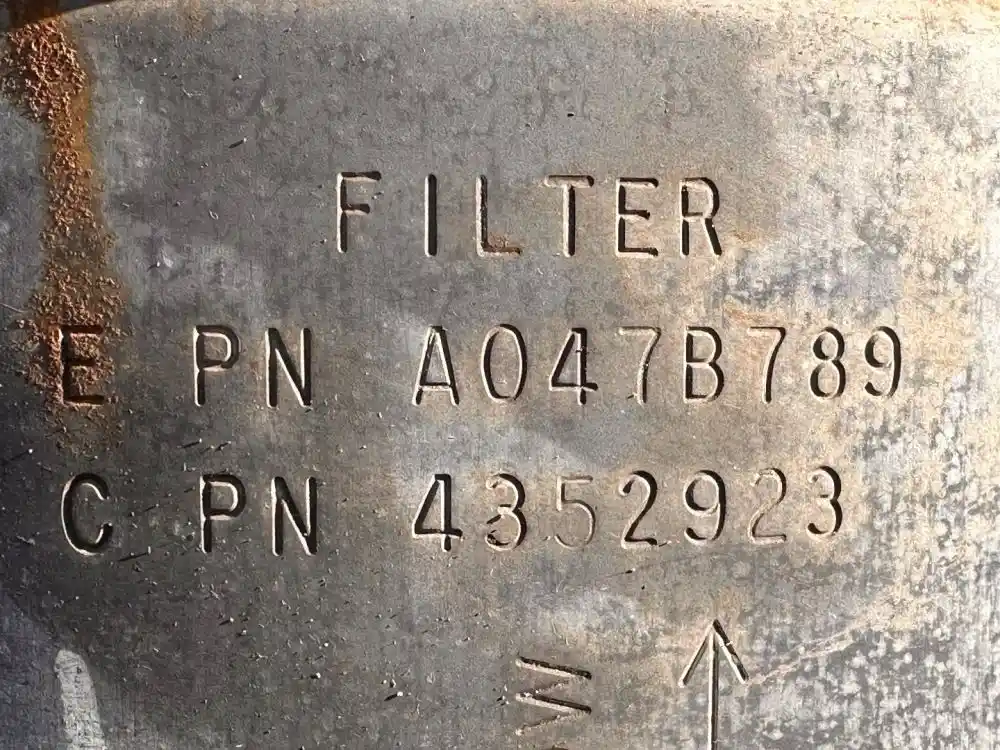 FILTER
E PN A047B789
C PN 4352923